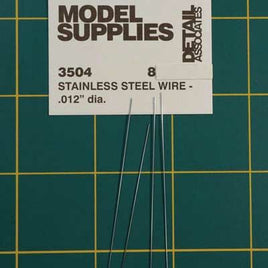 MODEL
SUPPLIES
DETAIL
ASSOCIATES
3504 8
STAINLESS STEEL WIRE -
.012" dia.